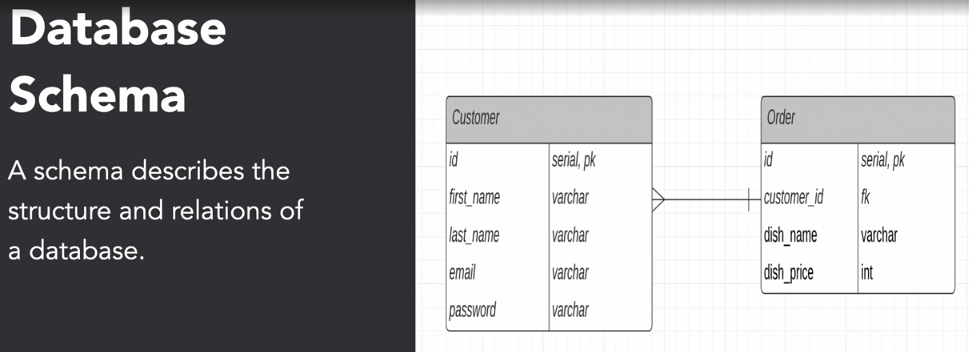 Database
Schema
A schema describes the
structure and relations of
a database.
Customer
id serial, pk
first_name varchar
last_name varchar
email varchar
password varchar
Order
id serial, pk
customer_id fk
dish_name varchar
dish_price int